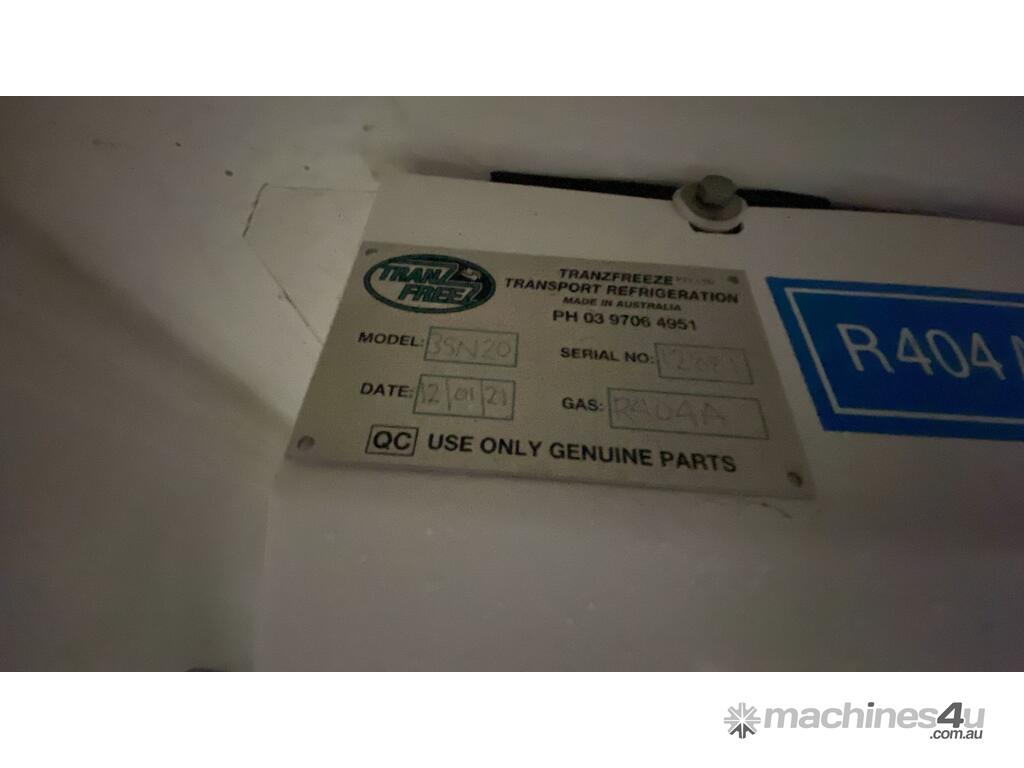 TRANZ FREEZ
TRANZFREEZE PTY LTD
TRANSPORT REFRIGERATION
MADE IN AUSTRALIA
PH 03 9706 4951
MODEL: 3SN20 SERIAL NO:
DATE: 12 01 21 GAS: R404A
QC USE ONLY GENUINE PARTS
R404
machines4u
.com.au